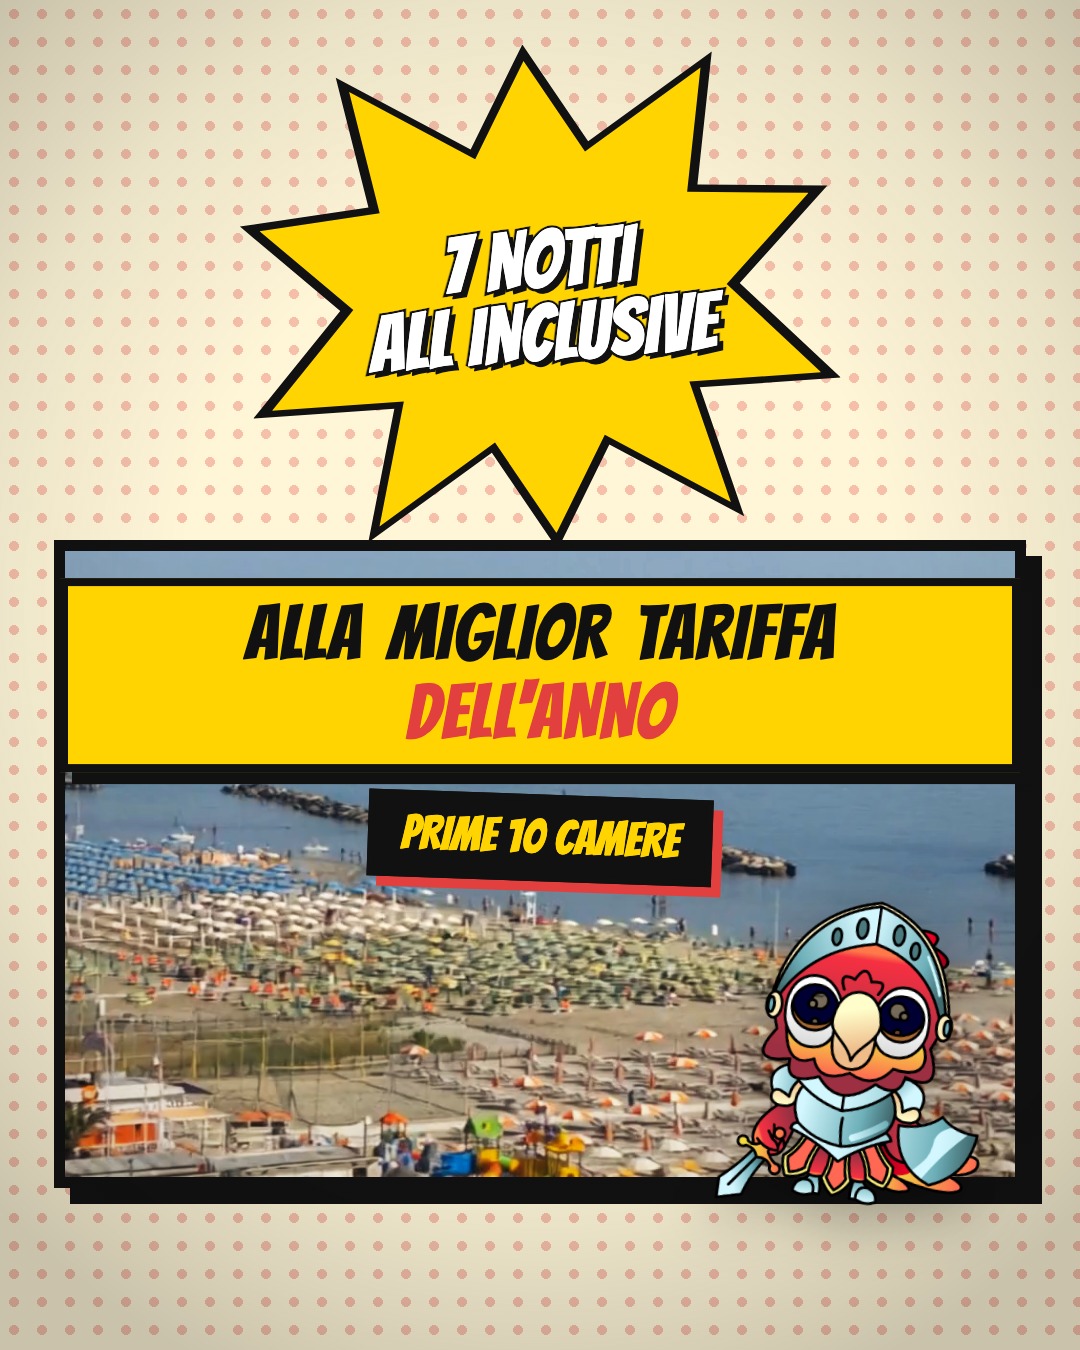 7 NOTTI
ALL INCLUSIVE
ALLA MIGLIOR TARIFFA
DELL'ANNO
PRIME 10 CAMERE